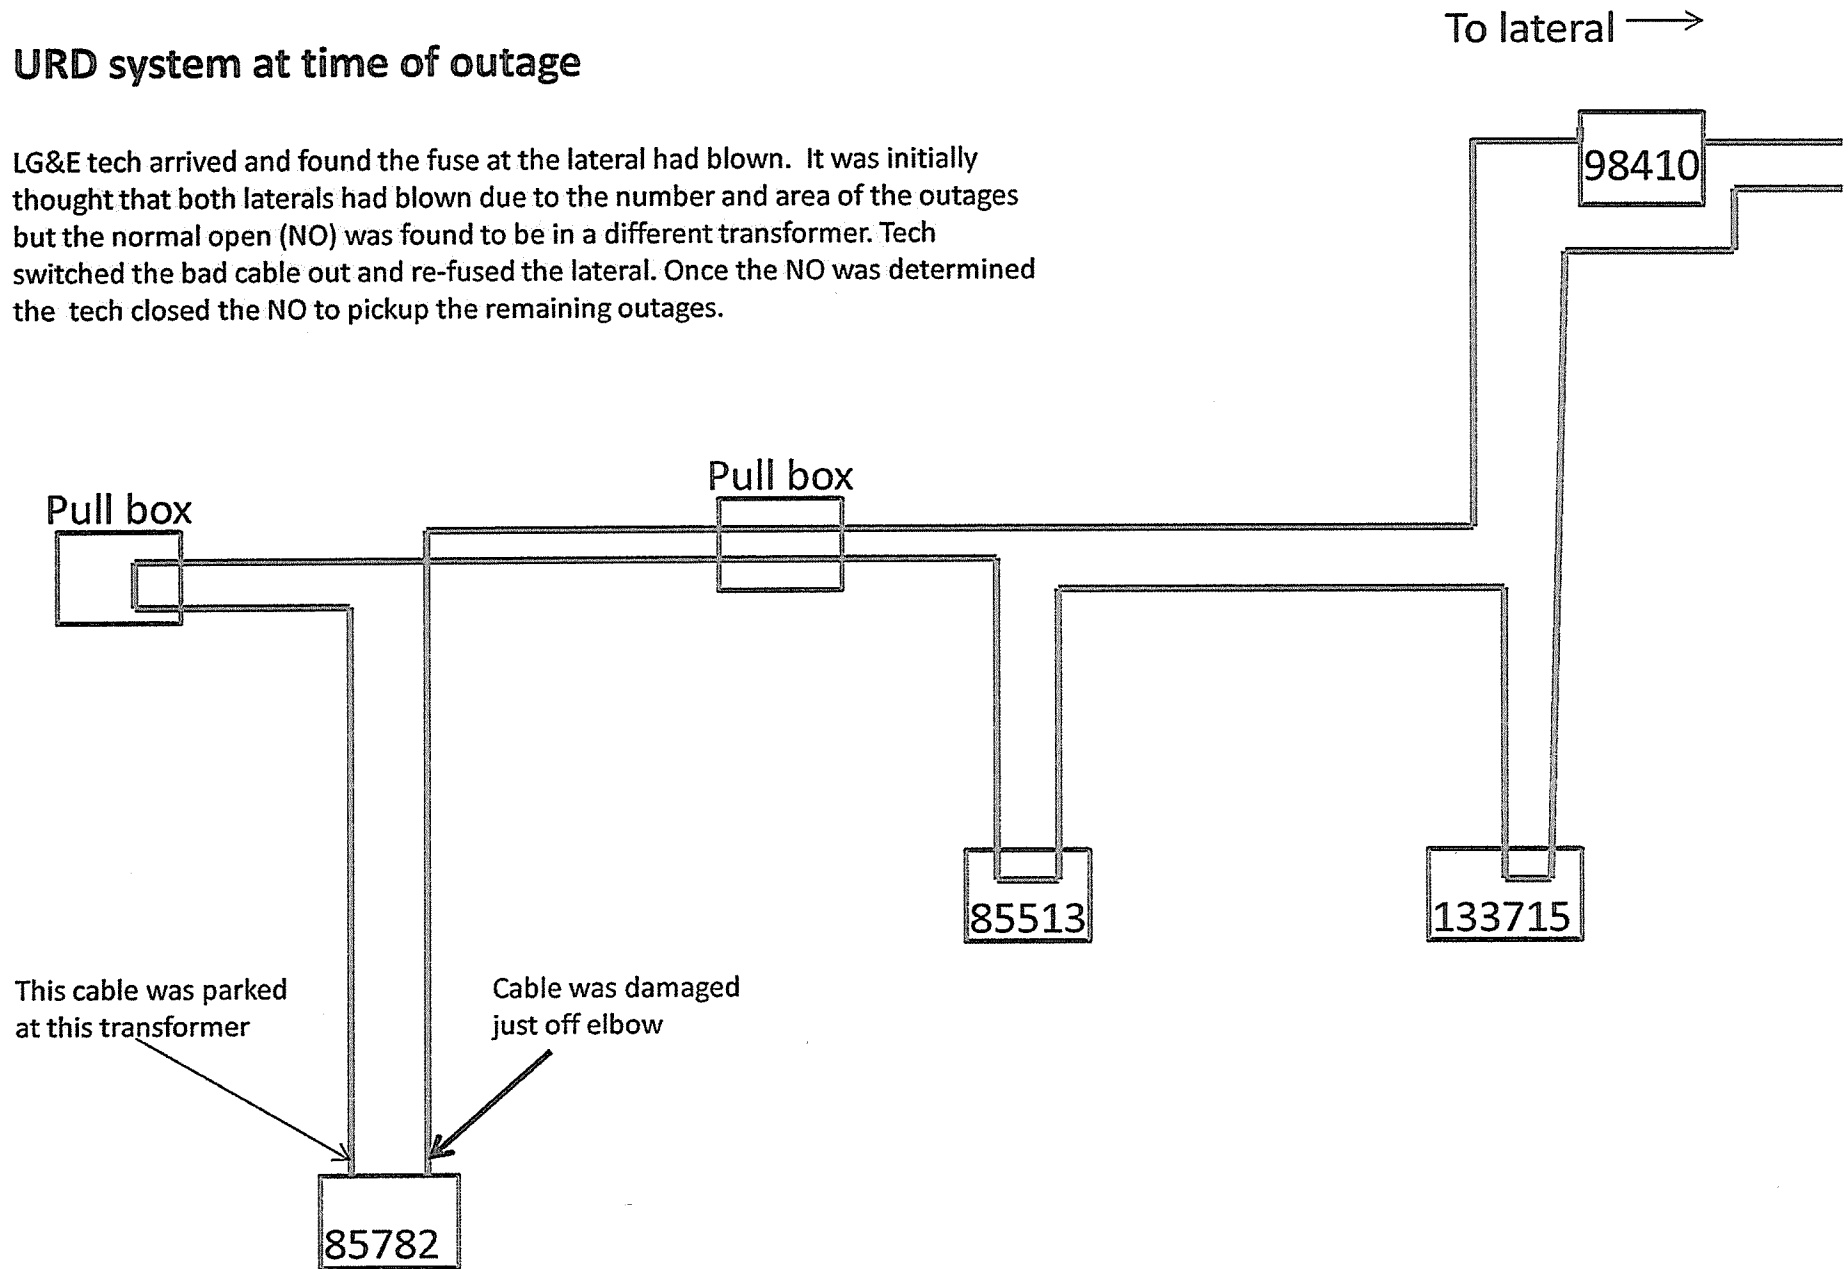 To lateral
URD system at time of outage
LG&E tech arrived and found the fuse at the lateral had blown. It was initially
thought that both laterals had blown due to the number and area of the outages
but the normal open (NO) was found to be in a different transformer. Tech
switched the bad cable out and re-fused the lateral. Once the NO was determined
the tech closed the NO to pickup the remaining outages.
98410
Pull box
Pull box
85513
133715
This cable was parked
at this transformer
Cable was damaged
just off elbow
85782